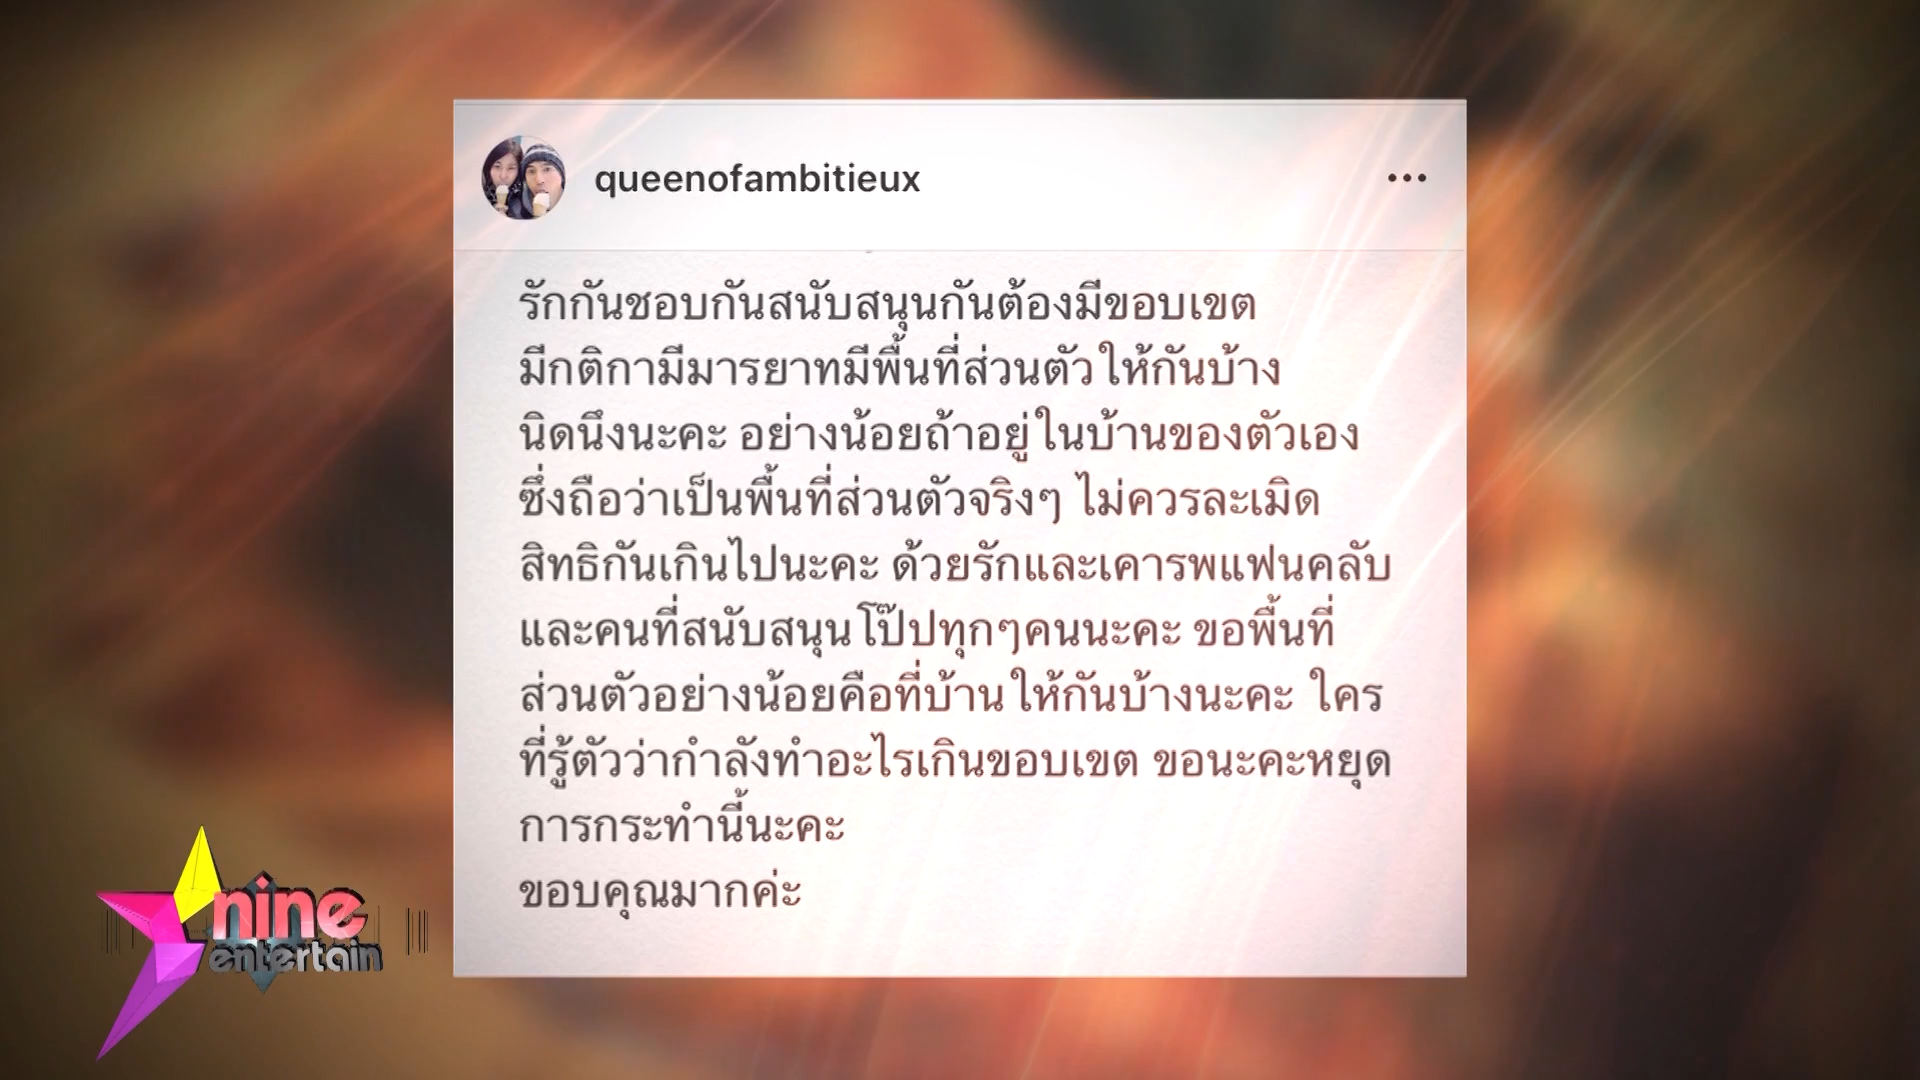 queenofambitieux
รักกันชอบกันสนับสนุนกันต้องมีขอบเขต
มีกติกามีมารยาทมีพื้นที่ส่วนตัวให้กันบ้าง
นิดนึงนะคะ อย่างน้อยถ้าอยู่ในบ้านของตัวเอง
ซึ่งถือว่าเป็นพื้นที่ส่วนตัวจริงๆ ไม่ควรละเมิด
สิทธิกันเกินไปนะคะ ด้วยรักและเคารพแฟนคลับ
และคนที่สนับสนุนโป๊ปทุกๆคนนะคะ ขอพื้นที่
ส่วนตัวอย่างน้อยคือที่บ้านให้กันบ้างนะคะ ใคร
ที่รู้ตัวว่ากำลังทำอะไรเกินขอบเขต ขอนะคะหยุด
การกระทำนี้นะคะ
ขอบคุณมากค่ะ
nine
entertain